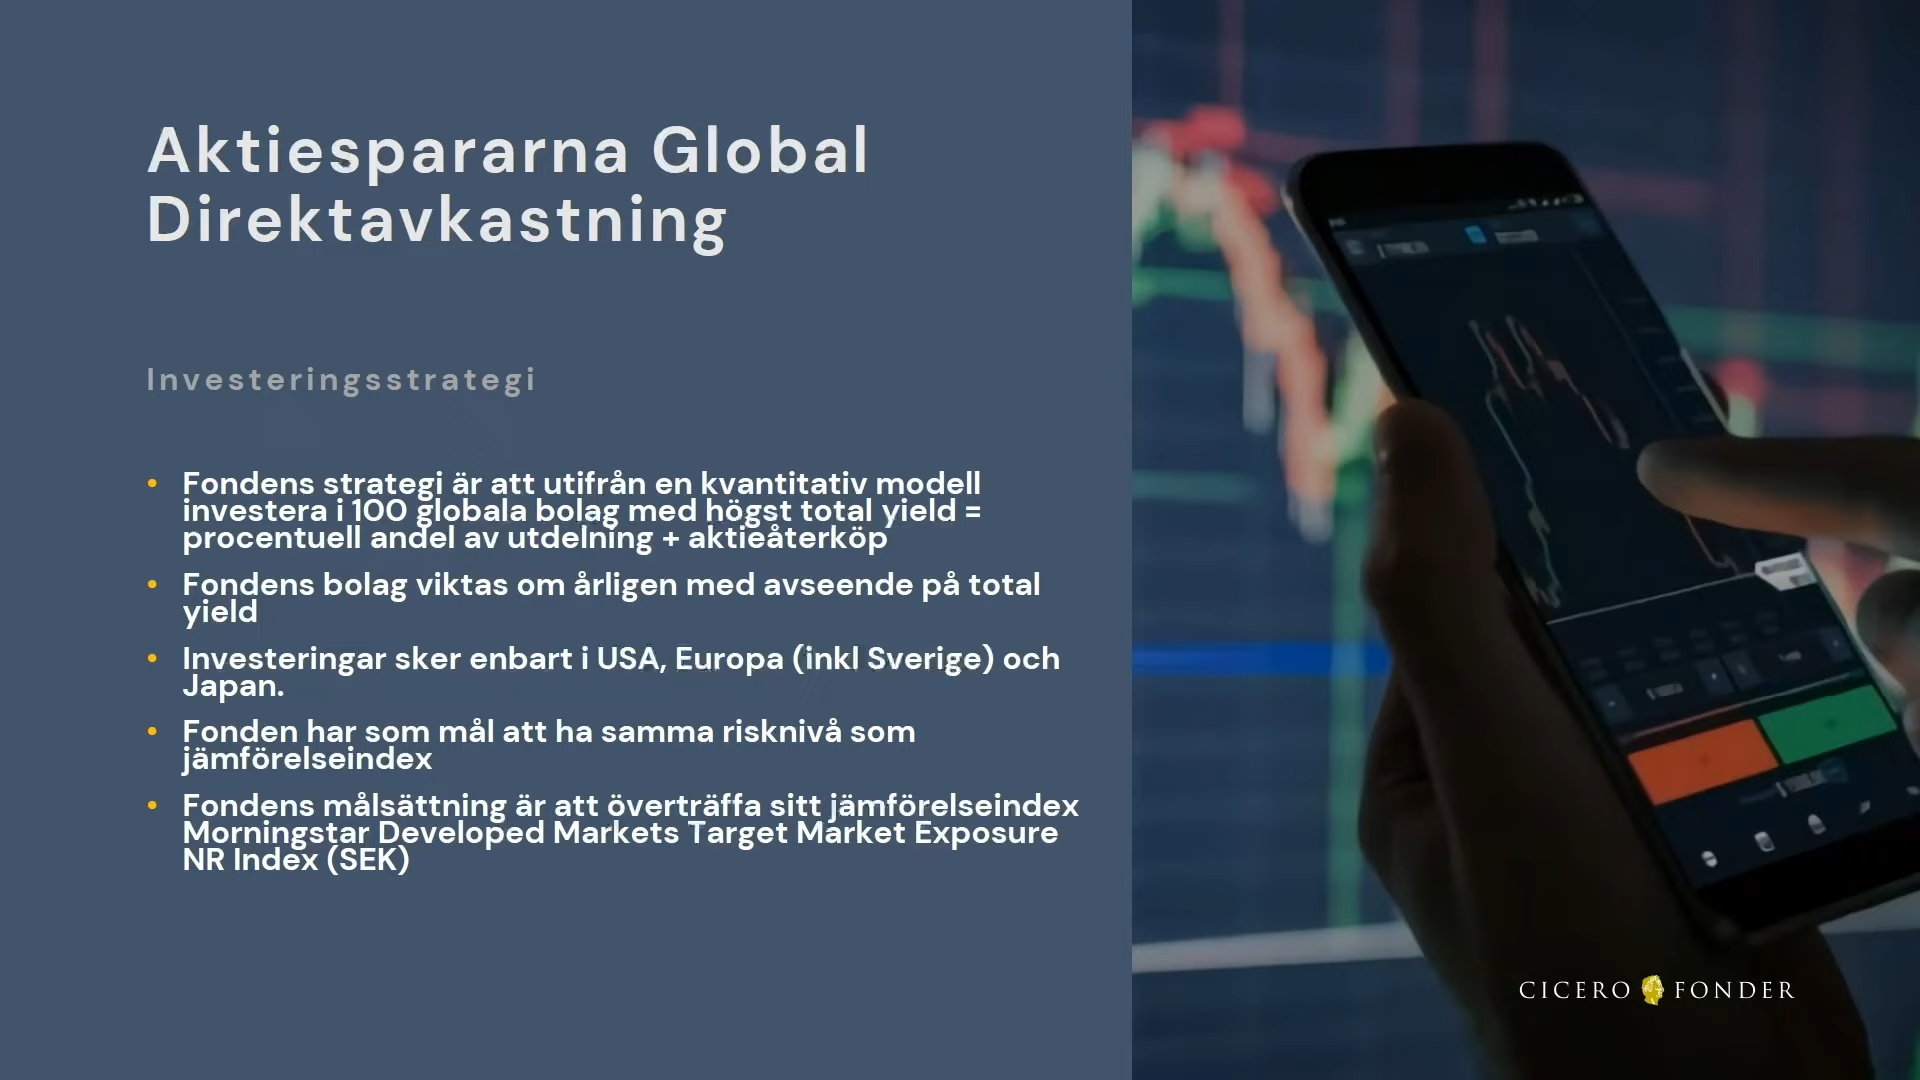 Aktiespararna Global
Direktavkastning
Investeringsstrategi
• Fondens strategi är att utifrån en kvantitativ modell
investera i 100 globala bolag med högst total yield =
procentuell andel av utdelning + aktieåterköp
• Fondens bolag viktas om årligen med avseende på total
yield
• Investeringar sker enbart i USA, Europa (inkl Sverige) och
Japan.
• Fonden har som mål att ha samma risknivå som
jämförelseindex
• Fondens målsättning är att överträffa sitt jämförelseindex
Morningstar Developed Markets Target Market Exposure
NR Index (SEK)
CICERO FONDER